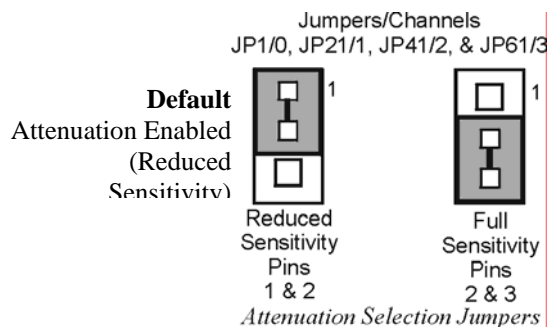 Jumpers/Channels
JP1/0, JP21/1, JP41/2, & JP61/3
Default
Attenuation Enabled
(Reduced
Sensitivity)
1
1
Reduced
Sensitivity
Pins
1 & 2
Full
Sensitivity
Pins
2 & 3
Attenuation Selection Jumpers